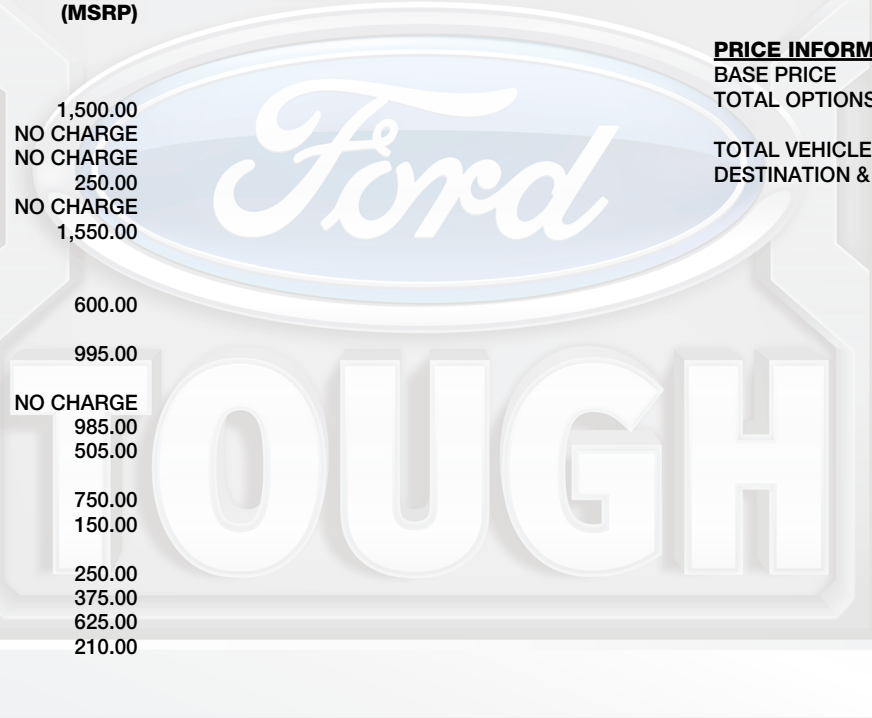 (MSRP)
1,500.00
NO CHARGE
NO CHARGE
250.00
NO CHARGE
1,550.00
600.00
995.00
NO CHARGE
985.00
505.00
750.00
150.00
250.00
375.00
625.00
210.00
PRICE INFORM
BASE PRICE
TOTAL OPTIONS
TOTAL VEHICLE
DESTINATION &
Ford
TOUGH